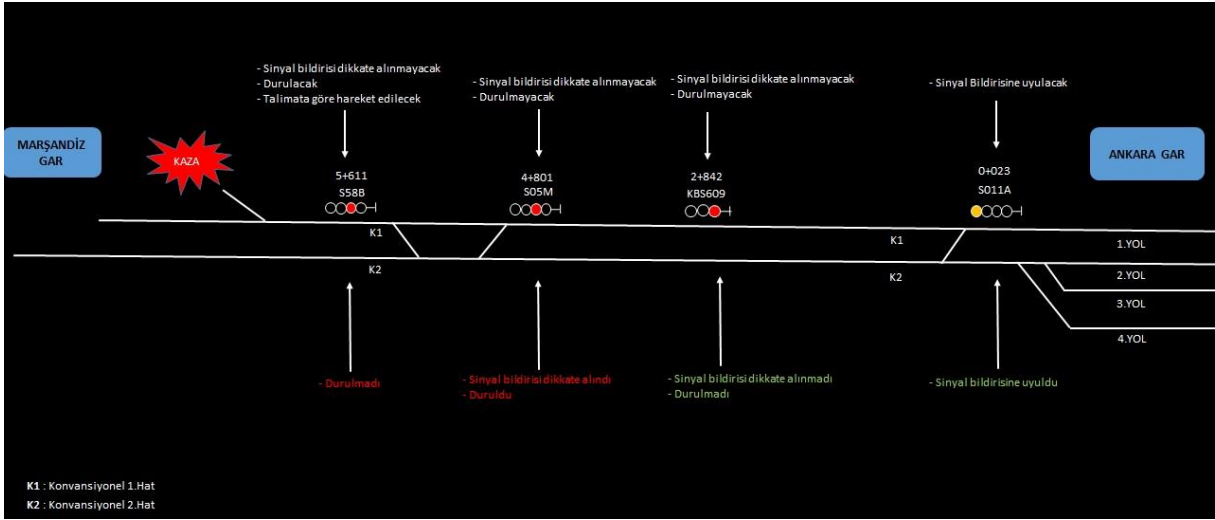 - Sinyal bildirisi dikkate alınmayacak
- Durulacak
- Talimata göre hareket edilecek
- Sinyal bildirisi dikkate alınmayacak
- Durulmayacak
- Sinyal bildirisi dikkate alınmayacak
- Durulmayacak
- Sinyal Bildirisine uyulacak
MARŞANDİZ
GAR
KAZA
5+611
S58B
4+801
S05M
2+842
KBS609
0+023
S011A
ANKARA GAR
K1
K1
1.YOL
K2
K2
2.YOL
3.YOL
4.YOL
- Durulmadı
- Sinyal bildirisi dikkate alındı
- Duruldu
- Sinyal bildirisi dikkate alınmadı
- Durulmadı
- Sinyal bildirisine uyuldu
K1 : Konvansiyonel 1.Hat
K2 : Konvansiyonel 2.Hat